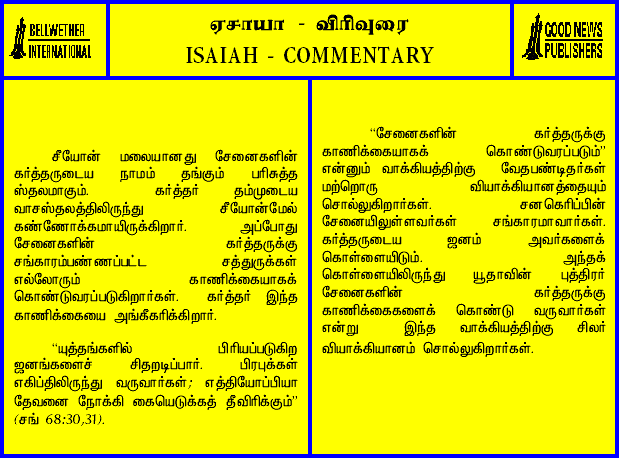 BELLWETHER
INTERNATIONAL
ஏசாயா - விரிவுரை
ISAIAH - COMMENTARY
GOOD NEWS
PUBLISHERS
சீயோன் மலையானது சேனைகளின்
கர்த்தருடைய நாமம் தங்கும் பரிசுத்த
ஸ்தலமாகும். கர்த்தர் தம்முடைய
வாசஸ்தலத்திலிருந்து சீயோன்மேல்
கண்ணோக்கமாயிருக்கிறார். அப்போது
சேனைகளின் கர்த்தருக்கு
சங்காரம்பண்ணப்பட்ட சத்துருக்கள்
எல்லோரும் காணிக்கையாகக்
கொண்டுவரப்படுகிறார்கள். கர்த்தர் இந்த
காணிக்கையை அங்கீகரிக்கிறார்.
“யுத்தங்களில் பிரியப்படுகிற
ஜனங்களைச் சிதறடிப்பார். பிரபுக்கள்
எகிப்திலிருந்து வருவார்கள்; எத்தியோப்பியா
தேவனை நோக்கி கையெடுக்கத் தீவிரிக்கும்”
(சங் 68:30,31).
“சேனைகளின் கர்த்தருக்கு
காணிக்கையாகக் கொண்டுவரப்படும்”
என்னும் வாக்கியத்திற்கு வேதபண்டிதர்கள்
மற்றொரு வியாக்கியானத்தையும்
சொல்லுகிறார்கள். சனகெரிப்பின்
சேனையிலுள்ளவர்கள் சங்காரமாவார்கள்.
கர்த்தருடைய ஜனம் அவர்களைக்
கொள்ளையிடும். அந்தக்
கொள்ளையிலிருந்து யூதாவின் புத்திரர்
சேனைகளின் கர்த்தருக்கு
காணிக்கைகளைக் கொண்டு வருவார்கள்
என்று இந்த வாக்கியத்திற்கு சிலர்
வியாக்கியானம் சொல்லுகிறார்கள்.